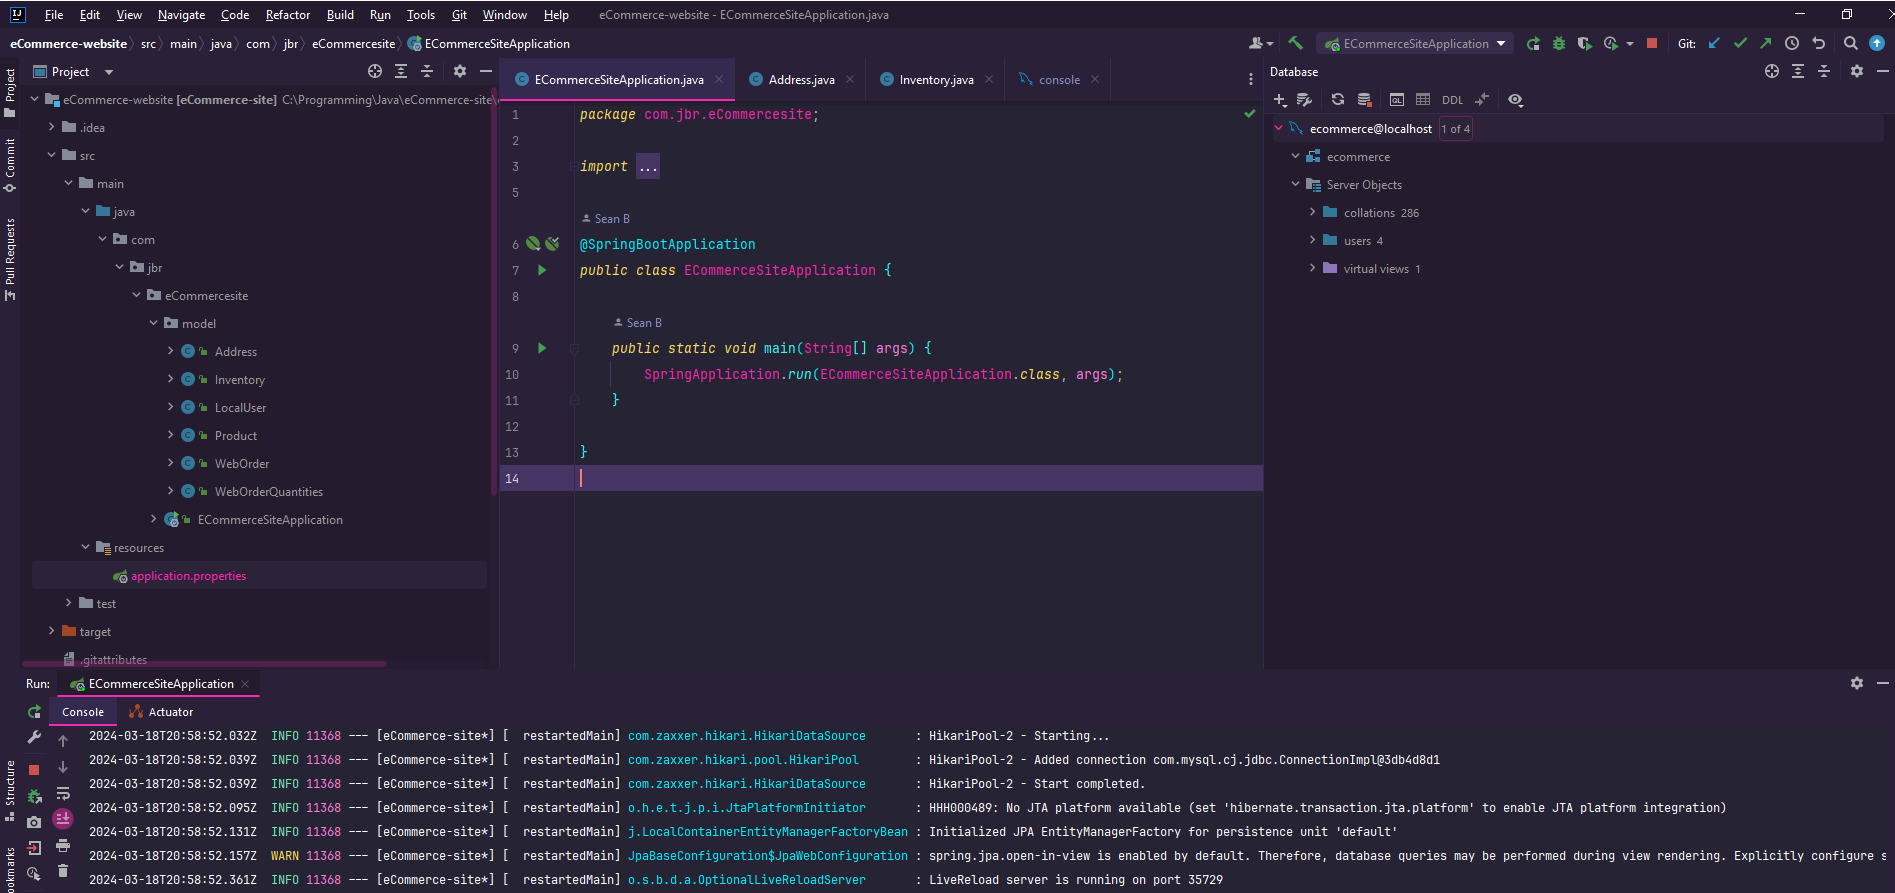 File Edit View Navigate Code Refactor Build Run Tools Git Window Help eCommerce-website - ECommerceSiteApplication.java
eCommerce-website src main java com jbr eCommercesite ECommerceSiteApplication
ECommerceSiteApplication
Git:
Project
ECommerceSiteApplication.java
Address.java
Inventory.java
console
Database
DDL
Project
Commit
Pull Requests
eCommerce-website [eCommerce-site] C:\Programming\Java\eCommerce-site\
.idea
src
main
java
com
jbr
eCommercesite
model
Address
Inventory
LocalUser
Product
WebOrder
WebOrderQuantities
ECommerceSiteApplication
resources
application.properties
test
target
.gitattributes
1 package com.jbr.eCommercesite;
2
3 import ...
5
Sean B
6 @SpringBootApplication
7 public class ECommerceSiteApplication {
8
Sean B
9 public static void main(String[] args) {
10 SpringApplication.run(ECommerceSiteApplication.class, args);
11 }
12
13 }
14
ecommerce@localhost 1 of 4
ecommerce
Server Objects
collations 286
users 4
virtual views 1
Run: ECommerceSiteApplication
Console Actuator
Structure
ookmarks
2024-03-18T20:58:52.032Z INFO 11368 --- [eCommerce-site*] [ restartedMain] com.zaxxer.hikari.HikariDataSource : HikariPool-2 - Starting...
2024-03-18T20:58:52.039Z INFO 11368 --- [eCommerce-site*] [ restartedMain] com.zaxxer.hikari.pool.HikariPool : HikariPool-2 - Added connection com.mysql.cj.jdbc.ConnectionImpl@3db4d8d1
2024-03-18T20:58:52.039Z INFO 11368 --- [eCommerce-site*] [ restartedMain] com.zaxxer.hikari.HikariDataSource : HikariPool-2 - Start completed.
2024-03-18T20:58:52.095Z INFO 11368 --- [eCommerce-site*] [ restartedMain] o.h.e.t.j.p.i.JtaPlatformInitiator : HHH000489: No JTA platform available (set 'hibernate.transaction.jta.platform' to enable JTA platform integration)
2024-03-18T20:58:52.131Z INFO 11368 --- [eCommerce-site*] [ restartedMain] j.LocalContainerEntityManagerFactoryBean : Initialized JPA EntityManagerFactory for persistence unit 'default'
2024-03-18T20:58:52.157Z WARN 11368 --- [eCommerce-site*] [ restartedMain] JpaBaseConfiguration$JpaWebConfiguration : spring.jpa.open-in-view is enabled by default. Therefore, database queries may be performed during view rendering. Explicitly configure s
2024-03-18T20:58:52.361Z INFO 11368 --- [eCommerce-site*] [ restartedMain] o.s.b.d.a.OptionalLiveReloadServer : LiveReload server is running on port 35729